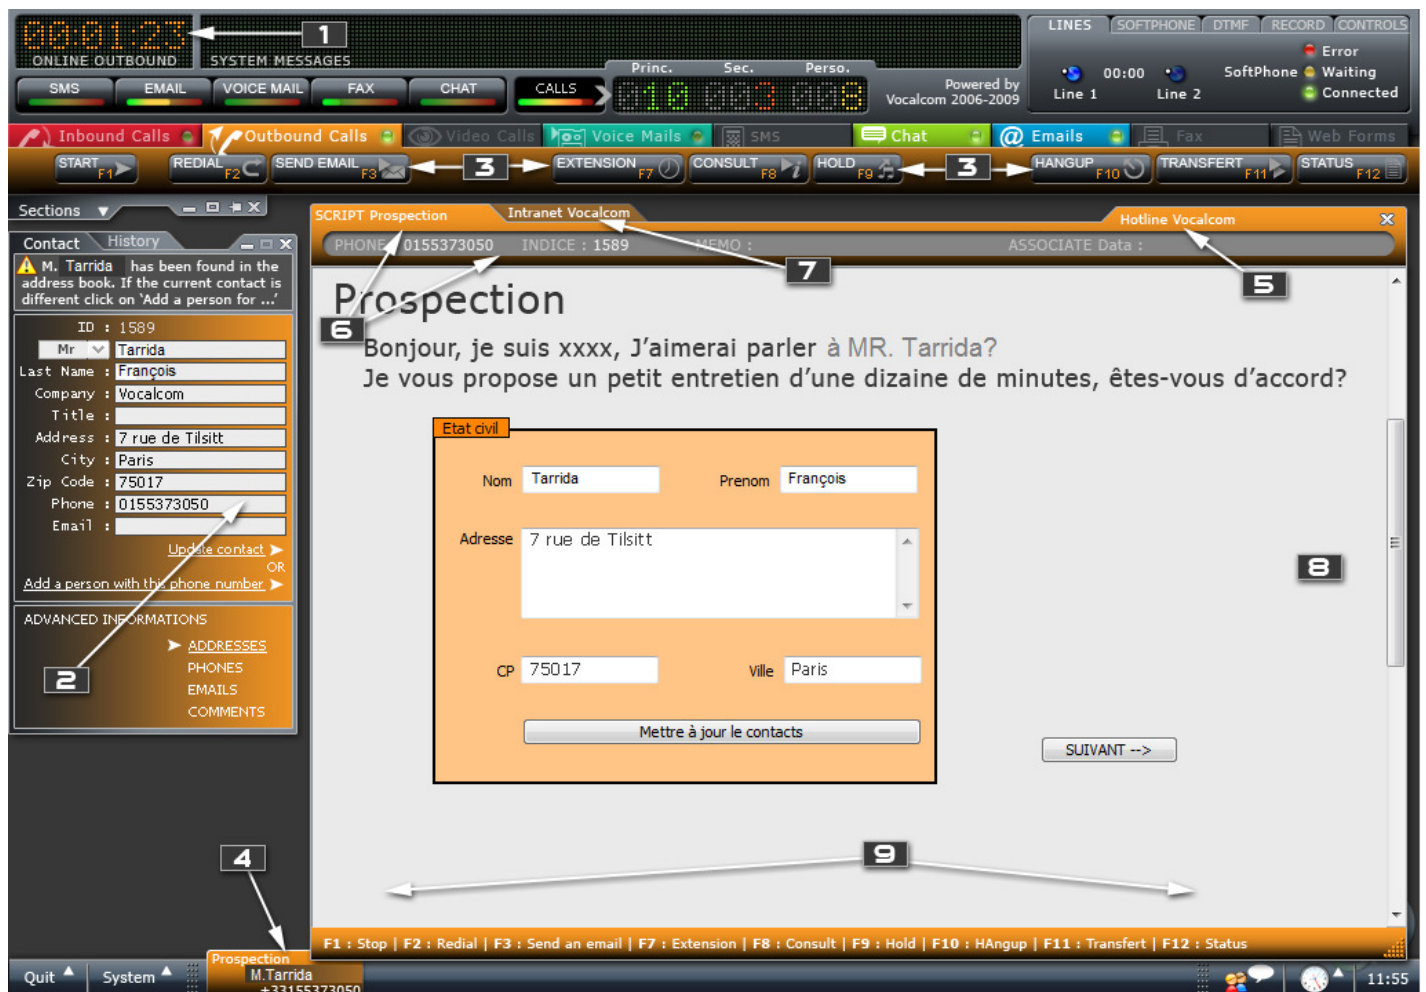 00:01:23
1
ONLINE OUTBOUND
SYSTEM MESSAGES
SMS
EMAIL
VOICE MAIL
FAX
CHAT
CALLS
Princ.
Sec.
Perso.
10
3
8
Powered by
Vocalcom 2006-2009
LINES
SOFTPHONE
DTMF
RECORD
CONTROLS
00:00
Line 1
Line 2
SoftPhone
Error
Waiting
Connected
Inbound Calls
Outbound Calls
Video Calls
Voice Mails
SMS
Chat
@ Emails
Fax
Web Forms
START F1
REDIAL F2
SEND EMAIL F3
3
EXTENSION F7
CONSULT F8
HOLD F9
3
HANGUP F10
TRANSFERT F11
STATUS F12
Sections
Contact
History
M. Tarrida has been found in the
address book. If the current contact is
different click on 'Add a person for ...'
ID : 1589
Mr Tarrida
Last Name : François
Company : Vocalcom
Title :
Address : 7 rue de Tilsitt
City : Paris
Zip Code : 75017
Phone : 0155373050
Email :
Update contact
OR
Add a person with this phone number
ADVANCED INFORMATIONS
ADDRESSES
PHONES
EMAILS
COMMENTS
2
4
SCRIPT Prospection
Intranet Vocalcom
Hotline Vocalcom
PHONE 0155373050 INDICE : 1589 MEMO : ASSOCIATE Data :
7
5
6
Prospection
Bonjour, je suis xxxx, J'aimerai parler à MR. Tarrida?
Je vous propose un petit entretien d'une dizaine de minutes, êtes-vous d'accord?
Etat civil
Nom Tarrida
Prenom François
Adresse 7 rue de Tilsitt
8
CP 75017
Ville Paris
Mettre à jour le contacts
SUIVANT -->
9
F1 : Stop | F2 : Redial | F3 : Send an email | F7 : Extension | F8 : Consult | F9 : Hold | F10 : HAngup | F11 : Transfert | F12 : Status
Quit
System
Prospection
M.Tarrida
+33155373050
11:55